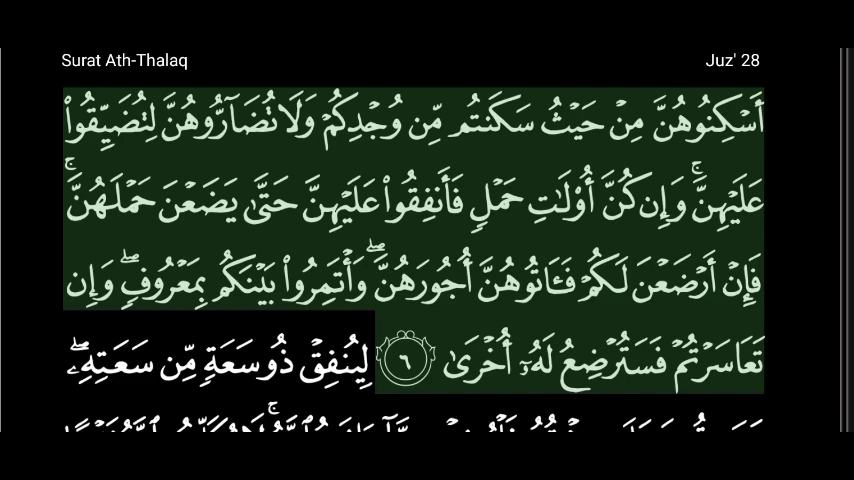 Surat Ath-Thalaq
Juz' 28
أَسْكِنُوهُنَّ مِنْ حَيْثُ سَكَنتُم مِّن وُجْدِكُمْ وَلَا تُضَآرُّوهُنَّ لِتُضَيِّقُوا۟
عَلَيْهِنَّ ۚ وَإِن كُنَّ أُو۟لَٰتِ حَمْلٍ فَأَنفِقُوا۟ عَلَيْهِنَّ حَتَّىٰ يَضَعْنَ حَمْلَهُنَّ ۚ
فَإِنْ أَرْضَعْنَ لَكُمْ فَـَٔاتُوهُنَّ أُجُورَهُنَّ ۖ وَأْتَمِرُوا۟ بَيْنَكُم بِمَعْرُوفٍ ۖ وَإِن
تَعَاسَرْتُمْ فَسَتُرْضِعُ لَهُۥٓ أُخْرَىٰ ٦ لِيُنفِقْ ذُو سَعَةٍ مِّن سَعَتِهِۦ ۖ